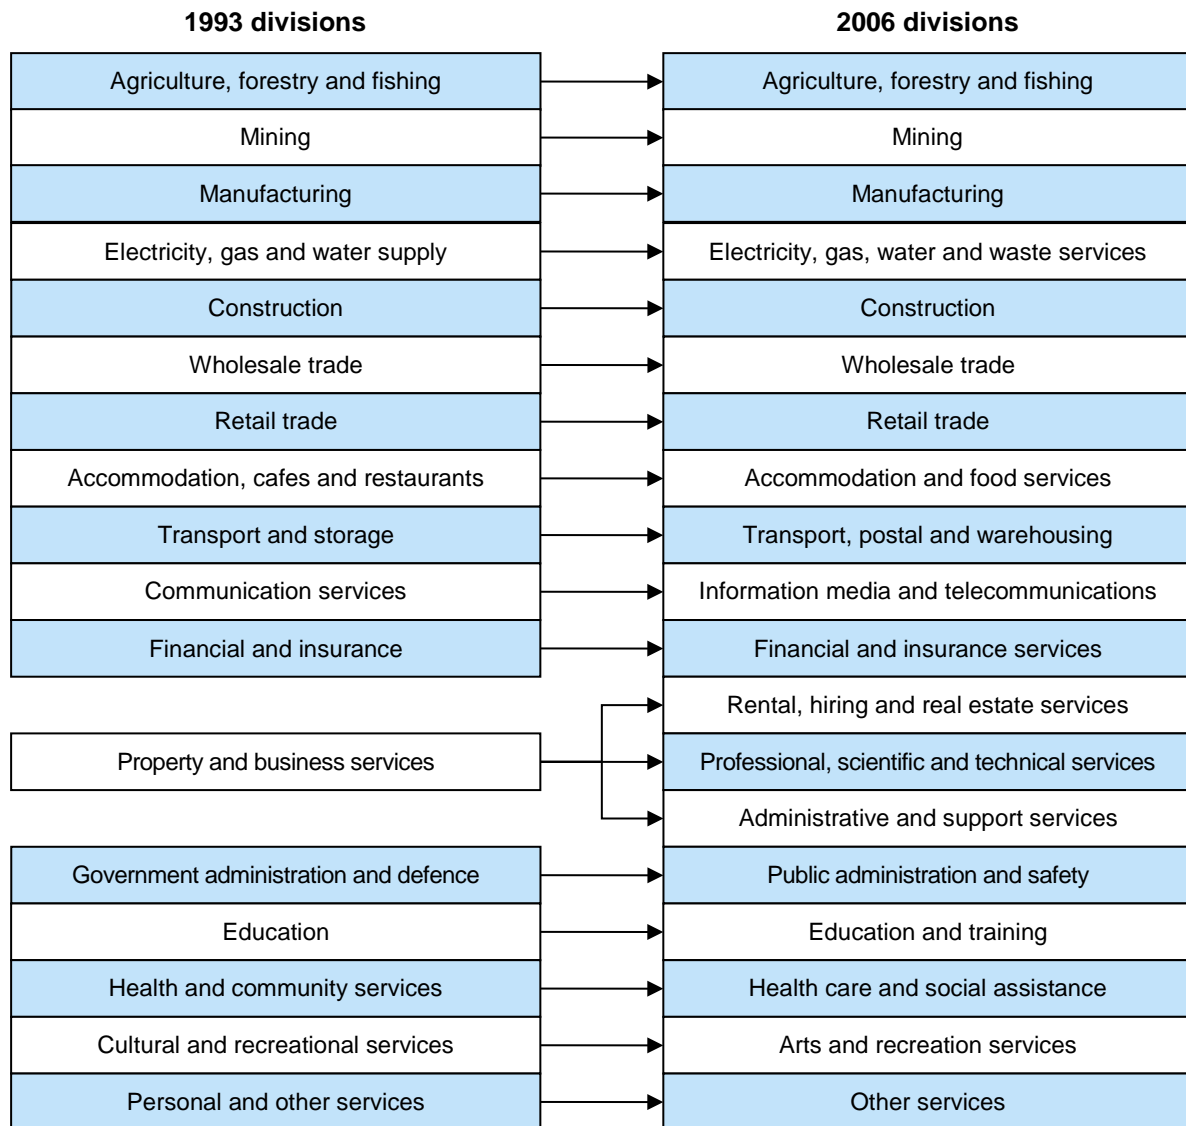 1993 divisions
2006 divisions
Agriculture, forestry and fishing
Agriculture, forestry and fishing
Mining
Mining
Manufacturing
Manufacturing
Electricity, gas and water supply
Electricity, gas, water and waste services
Construction
Construction
Wholesale trade
Wholesale trade
Retail trade
Retail trade
Accommodation, cafes and restaurants
Accommodation and food services
Transport and storage
Transport, postal and warehousing
Communication services
Information media and telecommunications
Financial and insurance
Financial and insurance services
Rental, hiring and real estate services
Property and business services
Professional, scientific and technical services
Administrative and support services
Government administration and defence
Public administration and safety
Education
Education and training
Health and community services
Health care and social assistance
Cultural and recreational services
Arts and recreation services
Personal and other services
Other services